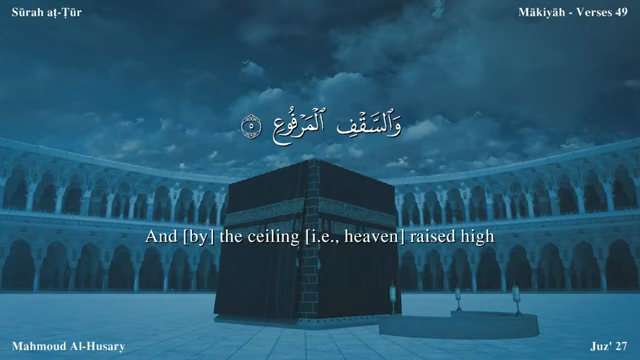 Sūrah aṭ-Ṭūr
Mākiyāh - Verses 49
وَٱلسَّقْفِ ٱلْمَرْفُوعِ ٥
And [by] the ceiling [i.e., heaven] raised high
Mahmoud Al-Husary
Juz' 27